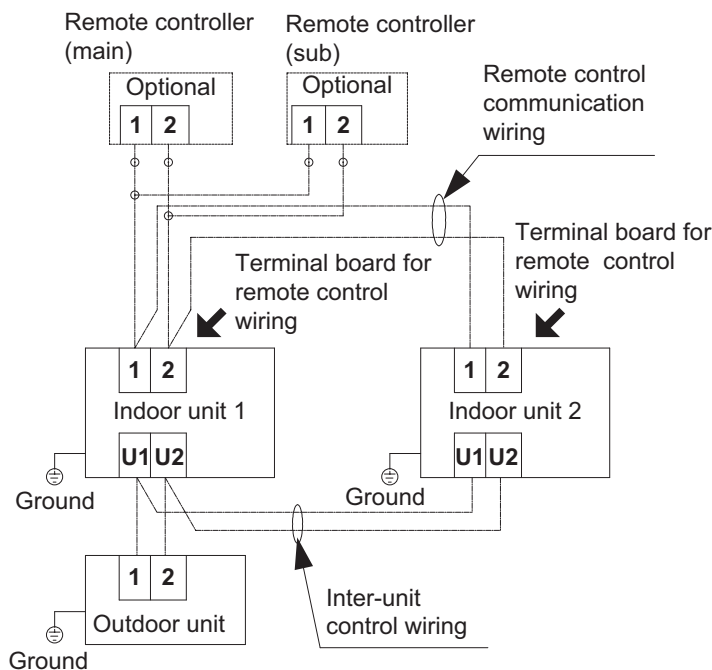 Remote controller
(main)
Remote controller
(sub)
Optional
1 2
Optional
1 2
Remote control
communication
wiring
Terminal board for
remote control
wiring
Terminal board for
remote control
wiring
1 2
Indoor unit 1
U1 U2
Ground
1 2
Indoor unit 2
U1 U2
Ground
1 2
Outdoor unit
Ground
Inter-unit
control wiring